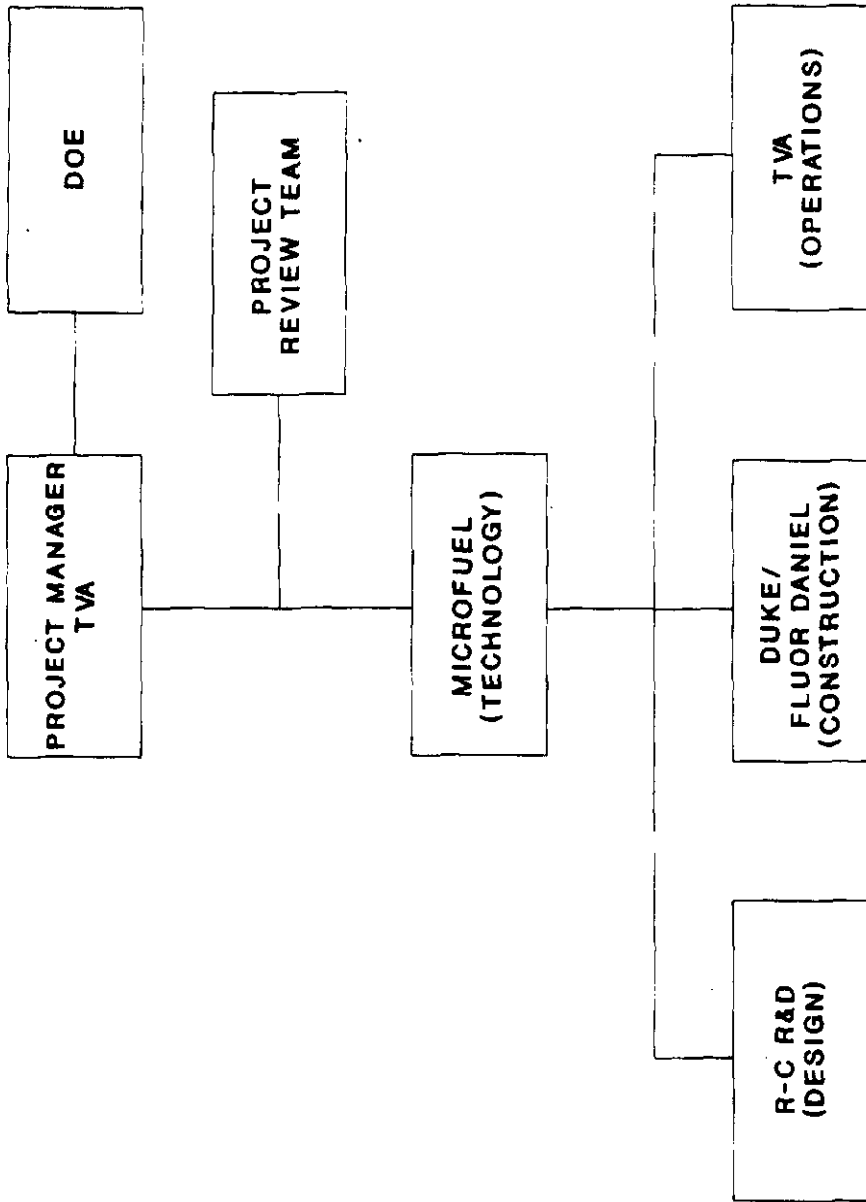 PROJECT MANAGER
TVA
DOE
PROJECT
REVIEW TEAM
MICROFUEL
(TECHNOLOGY)
R-C R&D
(DESIGN)
DUKE/
FLUOR DANIEL
(CONSTRUCTION)
TVA
(OPERATIONS)